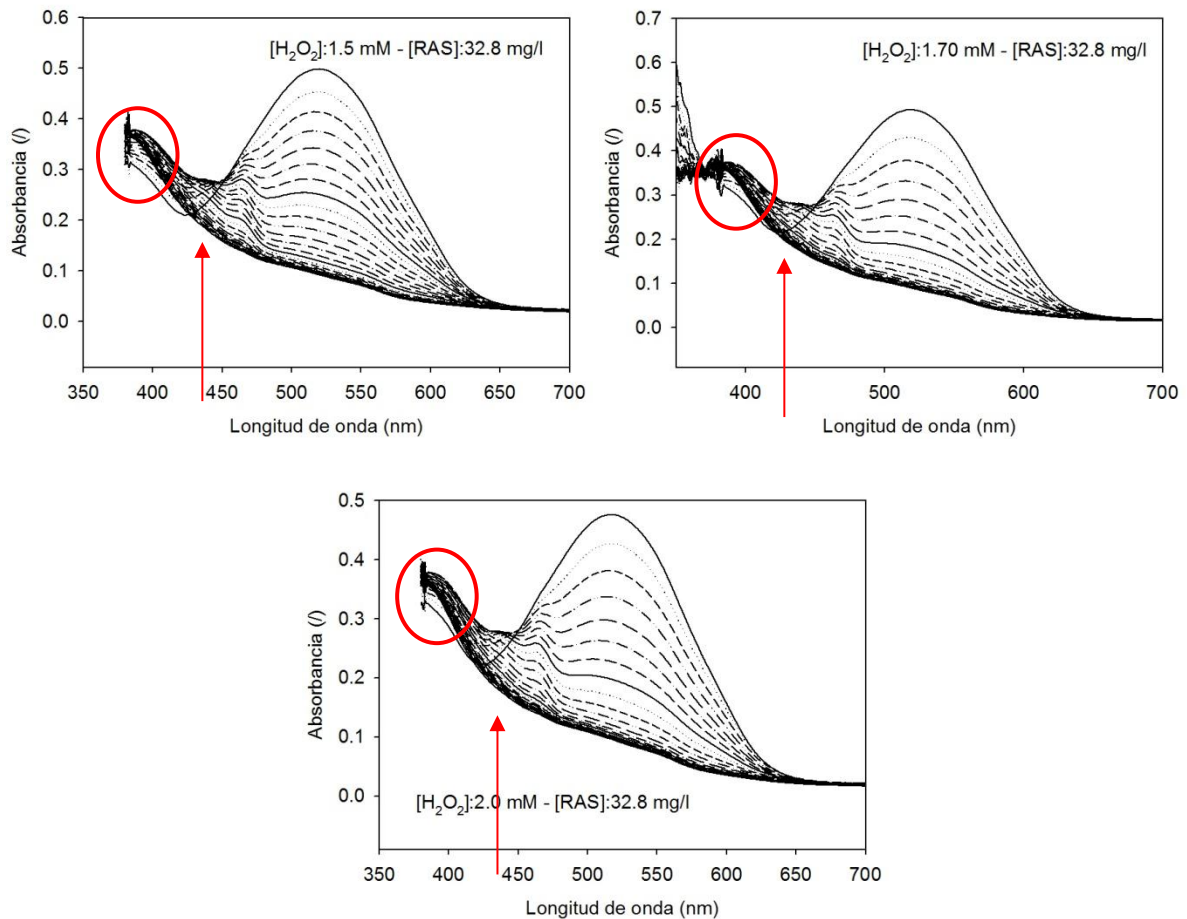 [H₂O₂]:1.5 mM - [RAS]:32.8 mg/l
Absorbancia (/)
0.6
0.5
0.4
0.3
0.2
0.1
0.0
350 400 450 500 550 600 650 700
Longitud de onda (nm)
[H₂O₂]:1.70 mM - [RAS]:32.8 mg/l
Absorbancia (/)
0.7
0.6
0.5
0.4
0.3
0.2
0.1
0.0
400 500 600 700
Longitud de onda (nm)
Absorbancia (/)
0.5
0.4
0.3
0.2
0.1
0.0
[H₂O₂]:2.0 mM - [RAS]:32.8 mg/l
350 400 450 500 550 600 650 700
Longitud de onda (nm)